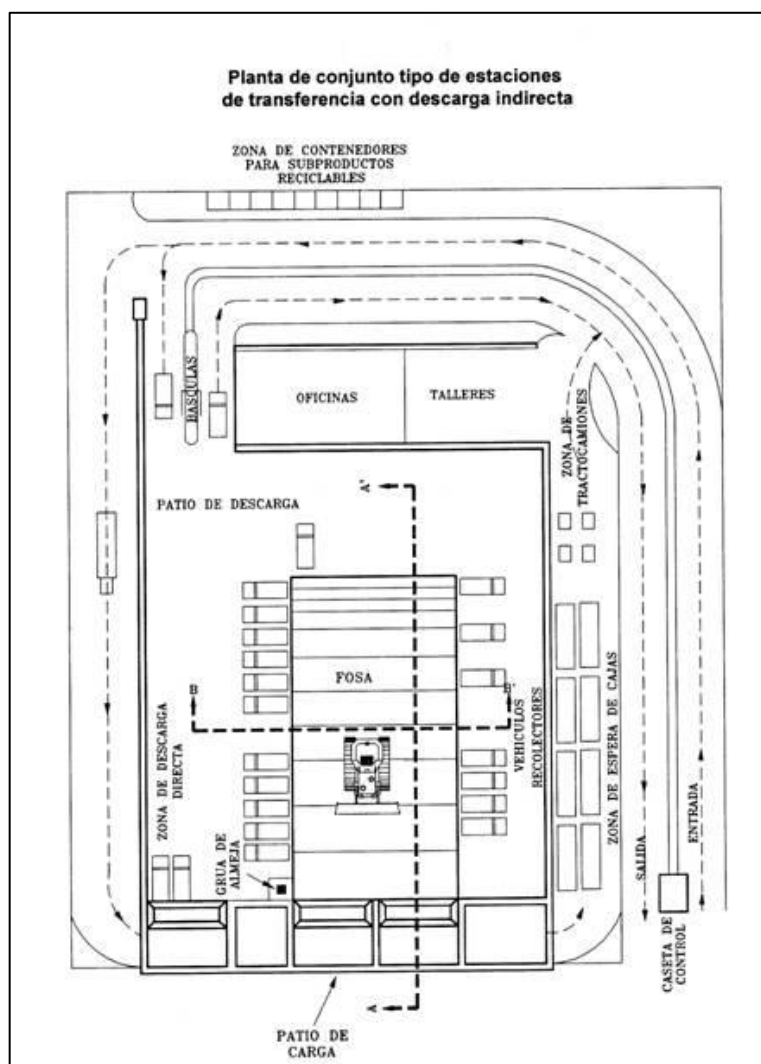 Planta de conjunto tipo de estaciones
de transferencia con descarga indirecta
ZONA DE CONTENEDORES
PARA SUBPRODUCTOS
RECICLABLES
BASCULAS
OFICINAS
TALLERES
ZONA DE
TRACTOCAMIONES
A'
PATIO DE DESCARGA
FOSA
B
B'
VEHICULOS
RECOLECTORES
ZONA DE DESCARGA
DIRECTA
ZONA DE ESPERA DE CAJAS
GRUA DE
ALMEJA
SALIDA
ENTRADA
CASETA DE
CONTROL
A
PATIO DE
CARGA